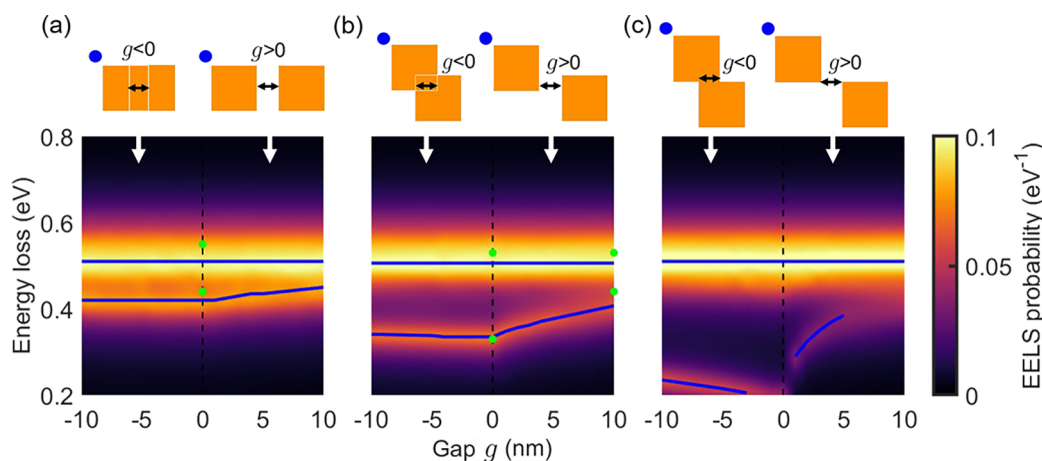 (a) (b) (c)
g<0 g>0 g<0 g>0 g<0 g>0
0.8
0.6
0.4
0.2
Energy loss (eV)
-10 -5 0 5 10
-10 -5 0 5 10
-10 -5 0 5 10
Gap g (nm)
0.1
0.05
0
EELS probability (eV⁻¹)